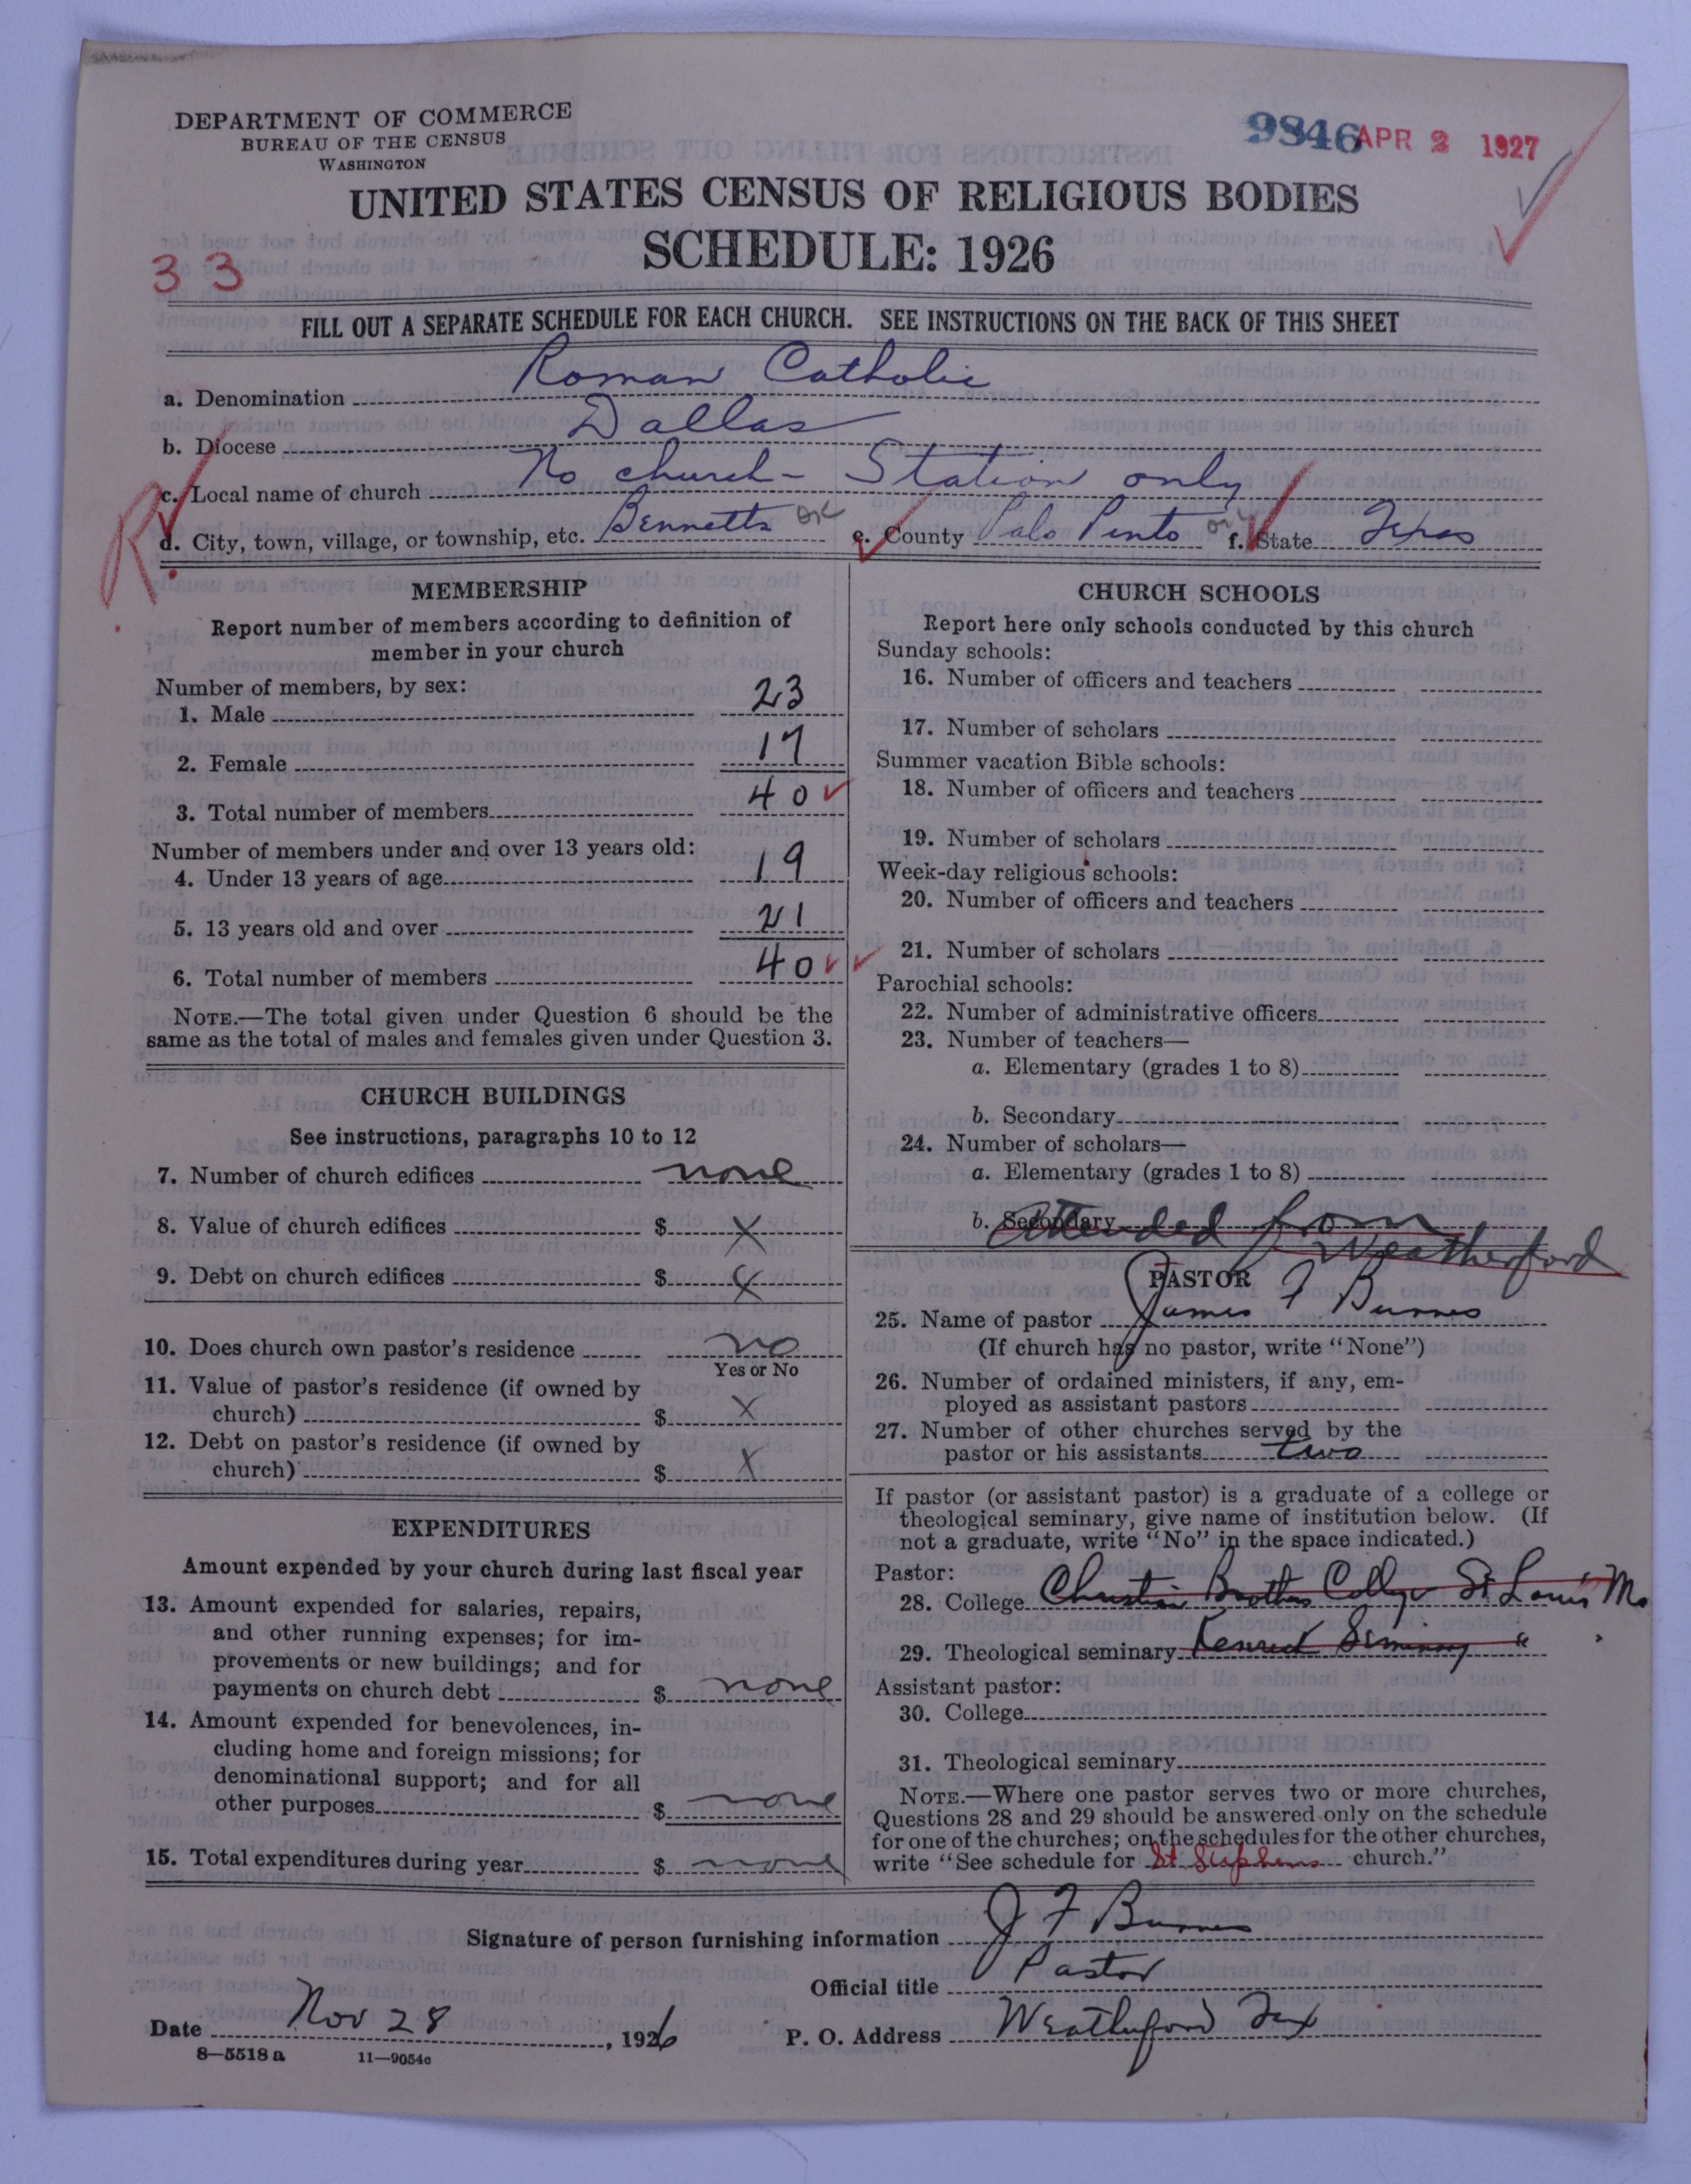 DEPARTMENT OF COMMERCE
BUREAU OF THE CENSUS
WASHINGTON
9846 APR 2 1927
UNITED STATES CENSUS OF RELIGIOUS BODIES
SCHEDULE: 1926
33
FILL OUT A SEPARATE SCHEDULE FOR EACH CHURCH. SEE INSTRUCTIONS ON THE BACK OF THIS SHEET
a. Denomination Roman Catholic
b. Diocese Dallas
c. Local name of church No church - Station only
R.
d. City, town, village, or township, etc. Bennetts OK e. County Palo Pinto f. State Texas
MEMBERSHIP
Report number of members according to definition of
member in your church
Number of members, by sex:
1. Male 23
2. Female 17
3. Total number of members 40
Number of members under and over 13 years old:
4. Under 13 years of age 19
5. 13 years old and over 21
6. Total number of members 40
NOTE.—The total given under Question 6 should be the
same as the total of males and females given under Question 3.
CHURCH BUILDINGS
See instructions, paragraphs 10 to 12
7. Number of church edifices none
8. Value of church edifices $ X
9. Debt on church edifices $ X
10. Does church own pastor's residence no
Yes or No
11. Value of pastor's residence (if owned by
church) $ X
12. Debt on pastor's residence (if owned by
church) $ X
EXPENDITURES
Amount expended by your church during last fiscal year
13. Amount expended for salaries, repairs,
and other running expenses; for im-
provements or new buildings; and for
payments on church debt $ none
14. Amount expended for benevolences, in-
cluding home and foreign missions; for
denominational support; and for all
other purposes $ none
15. Total expenditures during year $ none
CHURCH SCHOOLS
Report here only schools conducted by this church
Sunday schools:
16. Number of officers and teachers
17. Number of scholars
Summer vacation Bible schools:
18. Number of officers and teachers
19. Number of scholars
Week-day religious schools:
20. Number of officers and teachers
21. Number of scholars
Parochial schools:
22. Number of administrative officers
23. Number of teachers—
a. Elementary (grades 1 to 8)
b. Secondary
24. Number of scholars—
a. Elementary (grades 1 to 8)
b. Secondary Attended from
Weatherford
PASTOR
25. Name of pastor James F Burnes
(If church has no pastor, write "None")
26. Number of ordained ministers, if any, em-
ployed as assistant pastors
27. Number of other churches served by the
pastor or his assistants two
If pastor (or assistant pastor) is a graduate of a college or
theological seminary, give name of institution below. (If
not a graduate, write "No" in the space indicated.)
Pastor:
28. College Christian Brothers College St Louis Mo
29. Theological seminary Kenrick Seminary "
Assistant pastor:
30. College
31. Theological seminary
NOTE.—Where one pastor serves two or more churches,
Questions 28 and 29 should be answered only on the schedule
for one of the churches; on the schedules for the other churches,
write "See schedule for St Stephens church."
Signature of person furnishing information J F Burnes
Official title Pastor
Date Nov 28, 1926 P. O. Address Weatherford Tex
8—5518 a 11—9054c